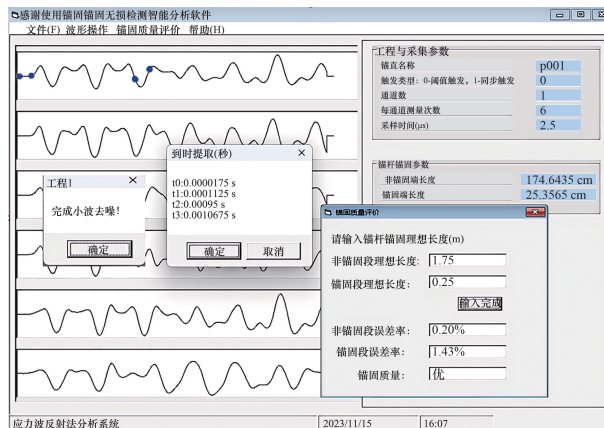 感谢使用锚固锚固无损检测智能分析软件
文件(F) 波形操作 锚固质量评价 帮助(H)
工程与采集参数
锚直名称 p001
触发类型：0-阈值触发，1-同步触发 0
通道数 1
每通道测量次数 6
采样时间(μs) 2.5
锚杆锚固参数
非锚固端长度 174.6435 cm
锚固端长度 25.3565 cm
工程1
完成小波去噪！
确定
到时提取(秒)
t0:0.0000175 s
t1:0.0001125 s
t2:0.00095 s
t3:0.0010675 s
确定 取消
锚固质量评价
请输入锚杆锚固理想长度(m)
非锚固段理想长度: 1.75
锚固段理想长度: 0.25
输入完成
非锚固段误差率: 0.20%
锚固段误差率: 1.43%
锚固质量: 优
应力波反射法分析系统 2023/11/15 16:07